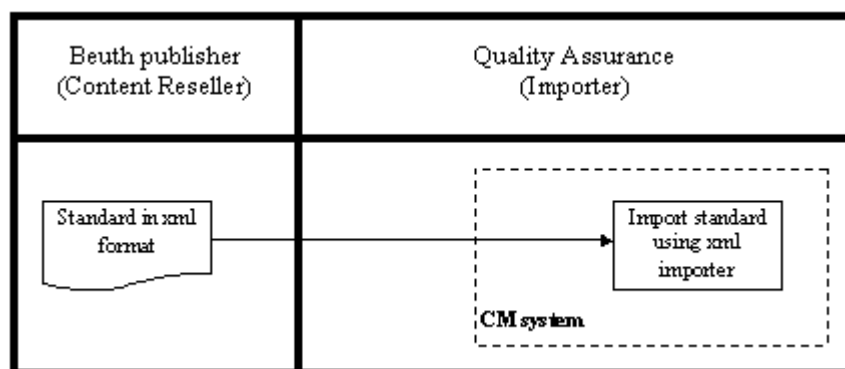 Beuth publisher
(Content Reseller)
Quality Assurance
(Importer)
Standard in xml
format
Import standard
using xml
importer
CM system